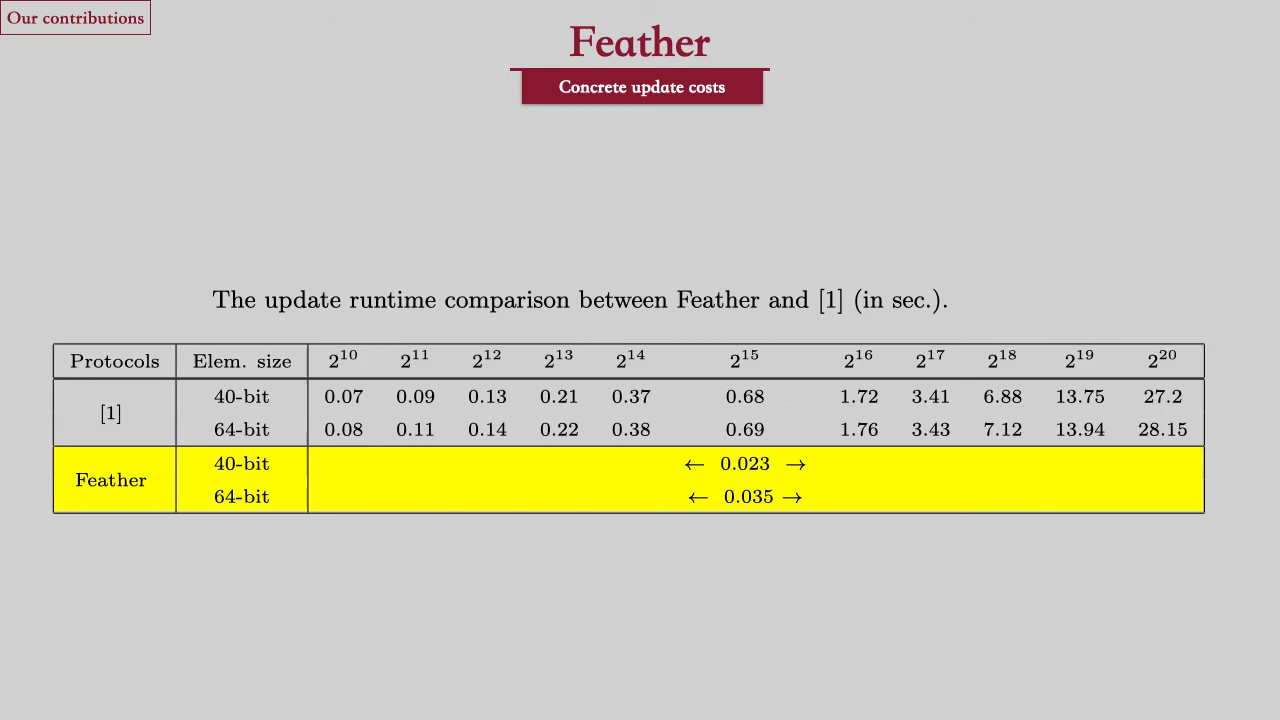 Our contributions
Feather
Concrete update costs
The update runtime comparison between Feather and [1] (in sec.).
Protocols Elem. size 2^10 2^11 2^12 2^13 2^14 2^15 2^16 2^17 2^18 2^19 2^20
[1]
40-bit 0.07 0.09 0.13 0.21 0.37 0.68 1.72 3.41 6.88 13.75 27.2
64-bit 0.08 0.11 0.14 0.22 0.38 0.69 1.76 3.43 7.12 13.94 28.15
Feather
40-bit ← 0.023 →
64-bit ← 0.035 →